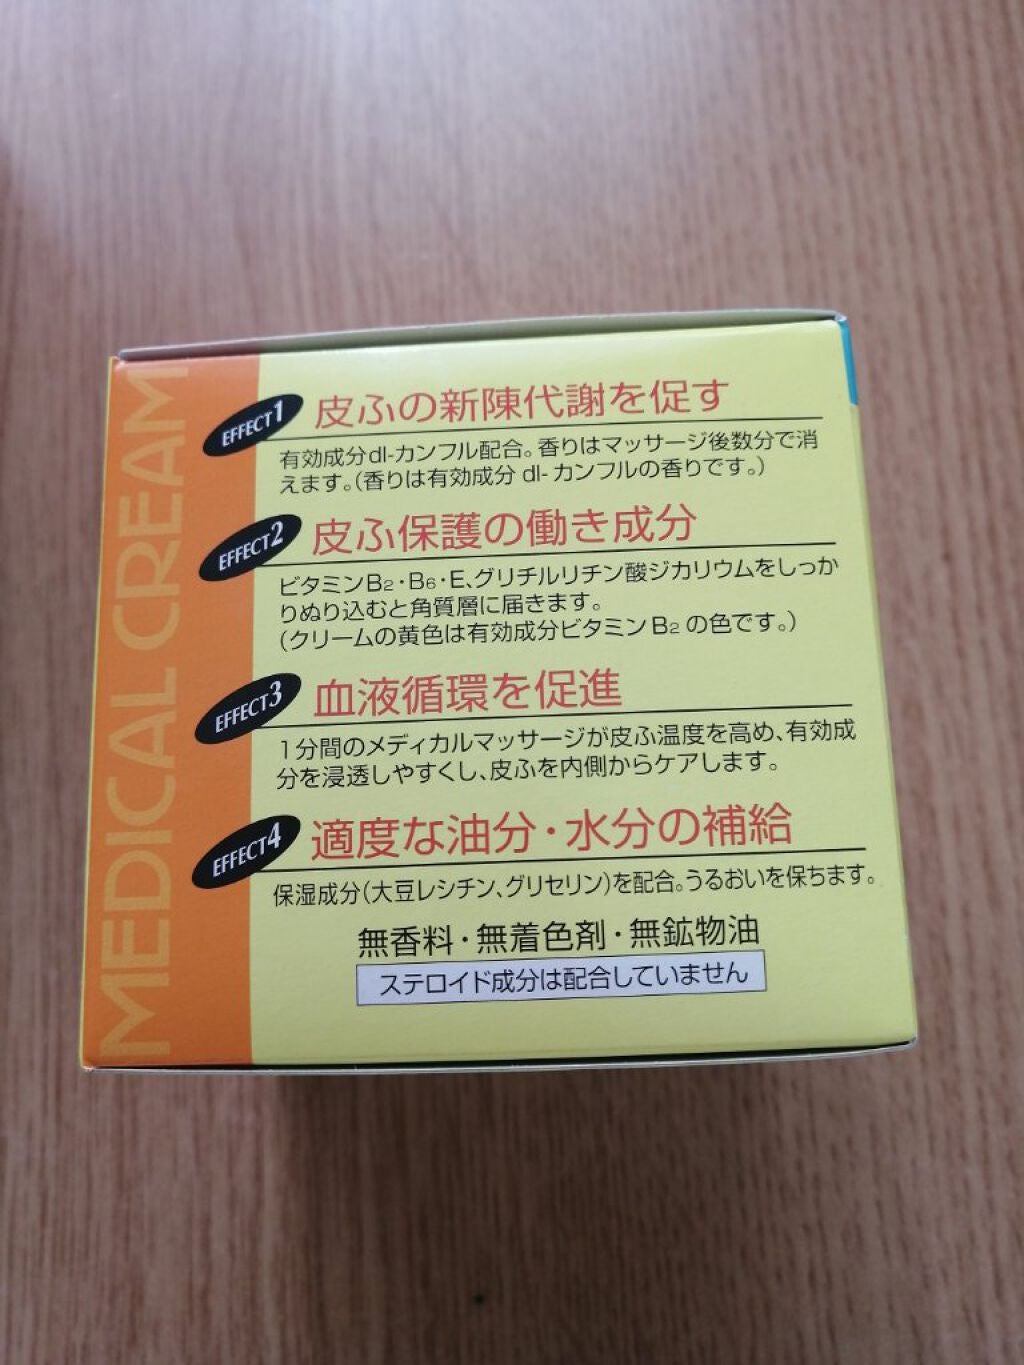 MEDICAL CREAM
EFFECT1 皮ふの新陳代謝を促す
有効成分dl-カンフル配合。香りはマッサージ後数分で消
えます。(香りは有効成分 dl-カンフルの香りです。)
EFFECT2 皮ふ保護の働き成分
ビタミンB2・B6・E、グリチルリチン酸ジカリウムをしっか
りぬり込むと角質層に届きます。
(クリームの黄色は有効成分ビタミンB2の色です。)
EFFECT3 血液循環を促進
1分間のメディカルマッサージが皮ふ温度を高め、有効成
分を浸透しやすくし、皮ふを内側からケアします。
EFFECT4 適度な油分・水分の補給
保湿成分(大豆レシチン、グリセリン)を配合。うるおいを保ちます。
無香料・無着色剤・無鉱物油
ステロイド成分は配合していません